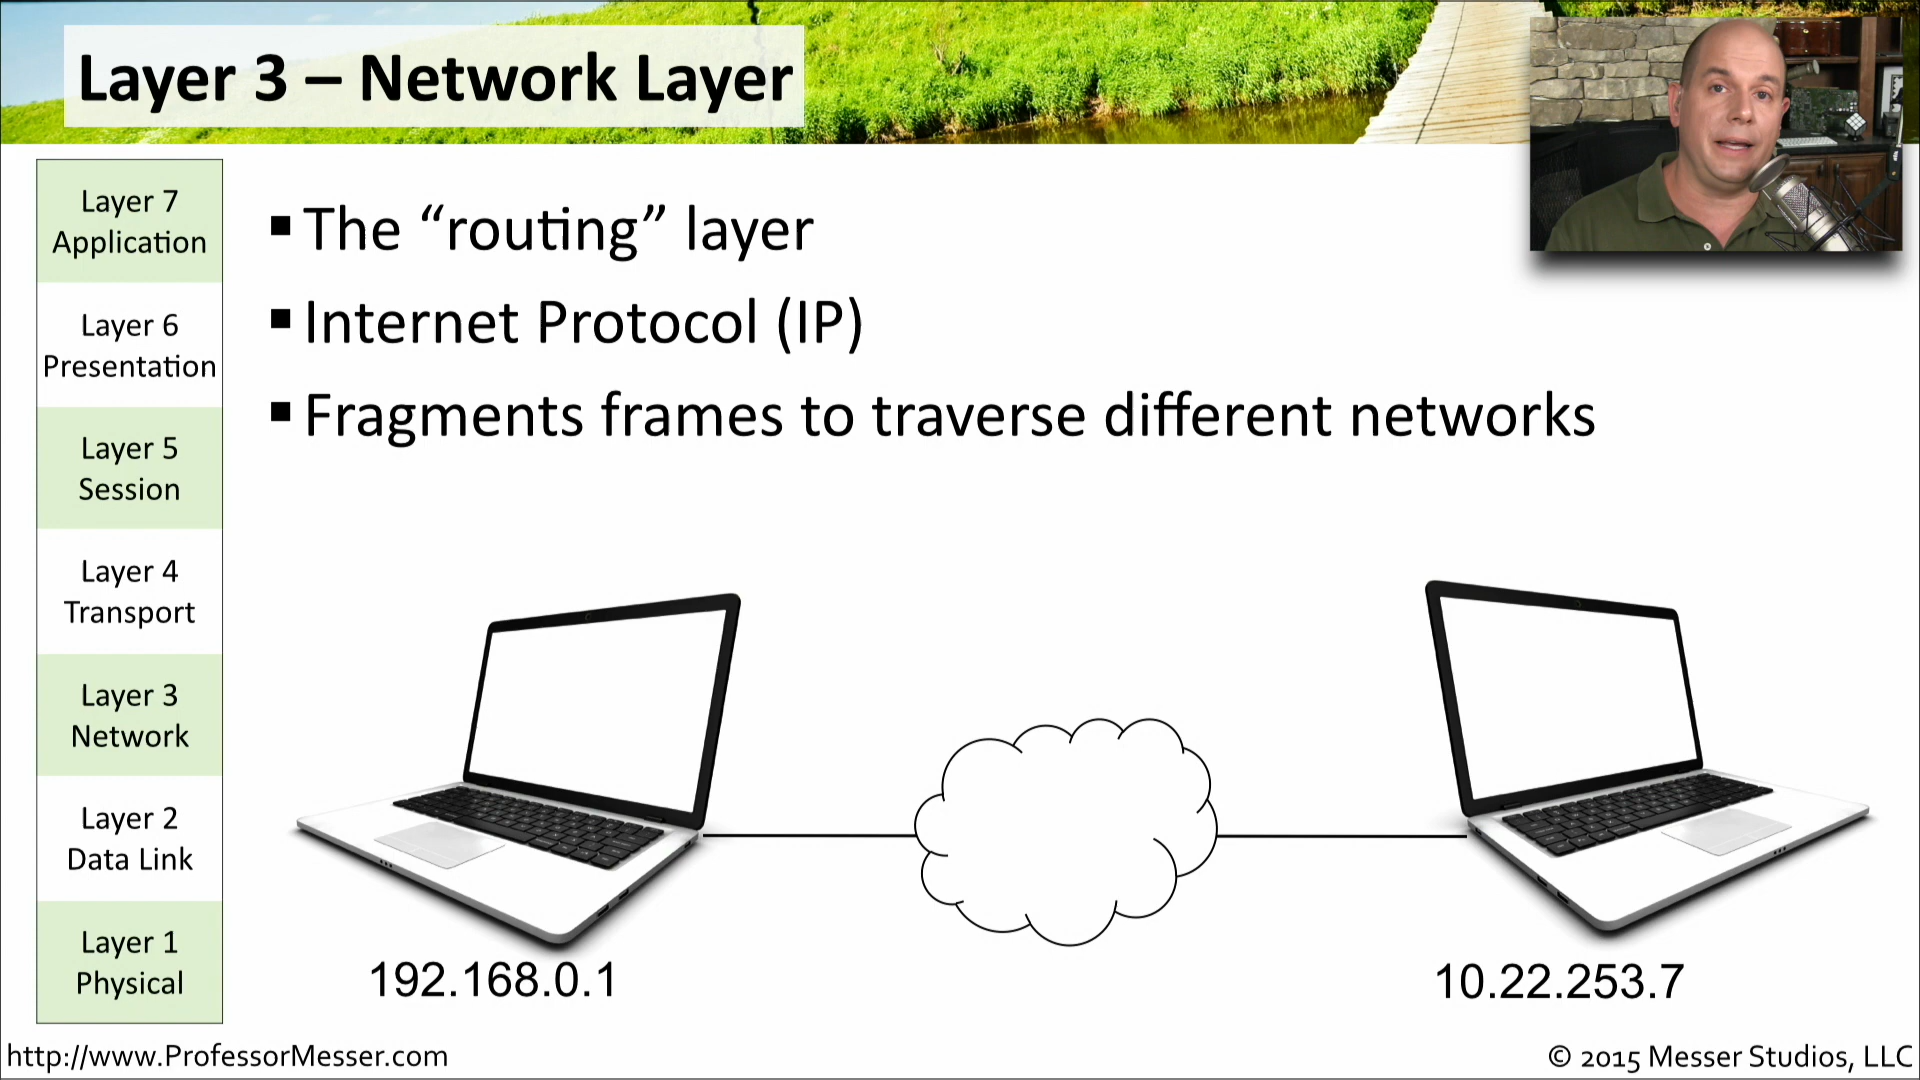 Layer 3 – Network Layer
Layer 7
Application
Layer 6
Presentation
Layer 5
Session
Layer 4
Transport
Layer 3
Network
Layer 2
Data Link
Layer 1
Physical
▪ The “routing” layer
▪ Internet Protocol (IP)
▪ Fragments frames to traverse different networks
192.168.0.1
10.22.253.7
http://www.ProfessorMesser.com
© 2015 Messer Studios, LLC